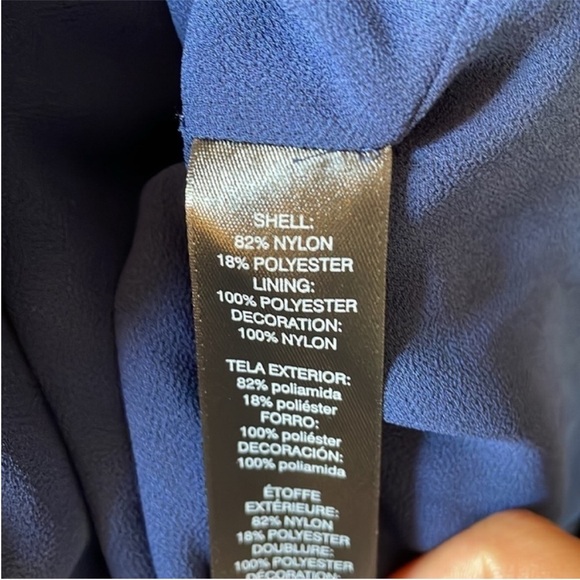 SHELL:
82% NYLON
18% POLYESTER
LINING:
100% POLYESTER
DECORATION:
100% NYLON
TELA EXTERIOR:
82% poliamida
18% poliéster
FORRO:
100% poliéster
DECORACIÓN:
100% poliamida
ÉTOFFE
EXTÉRIEURE:
82% NYLON
18% POLYESTER
DOUBLURE:
100% POLYESTER
DÉCORATION: